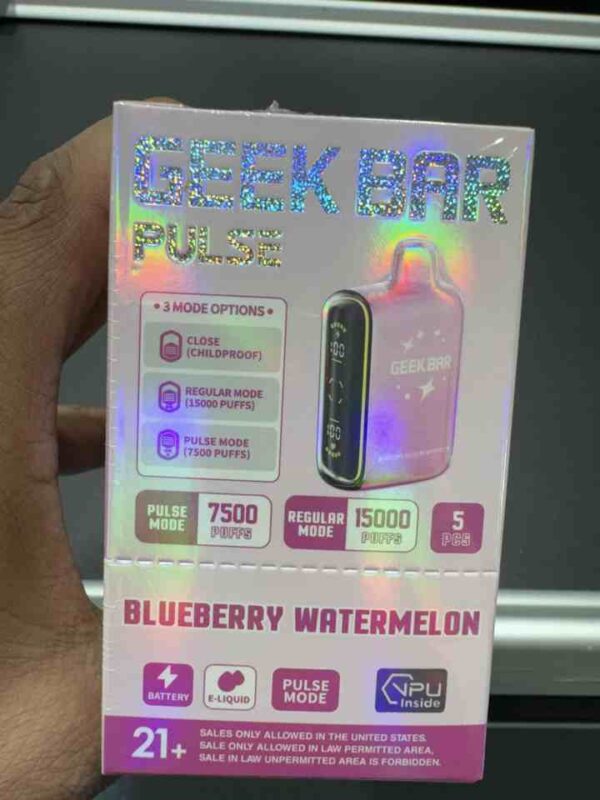 GEEK BAR
PULSE
• 3 MODE OPTIONS •
CLOSE
(CHILDPROOF)
REGULAR MODE
(15000 PUFFS)
PULSE MODE
(7500 PUFFS)
GEEK BAR
PULSE
MODE
7500
PUFFS
REGULAR
MODE
15000
PUFFS
5
PCS
BLUEBERRY WATERMELON
BATTERY
E-LIQUID
PULSE
MODE
VPU
Inside
21+
SALES ONLY ALLOWED IN THE UNITED STATES.
SALE ONLY ALLOWED IN LAW PERMITTED AREA.
SALE IN LAW UNPERMITTED AREA IS FORBIDDEN.